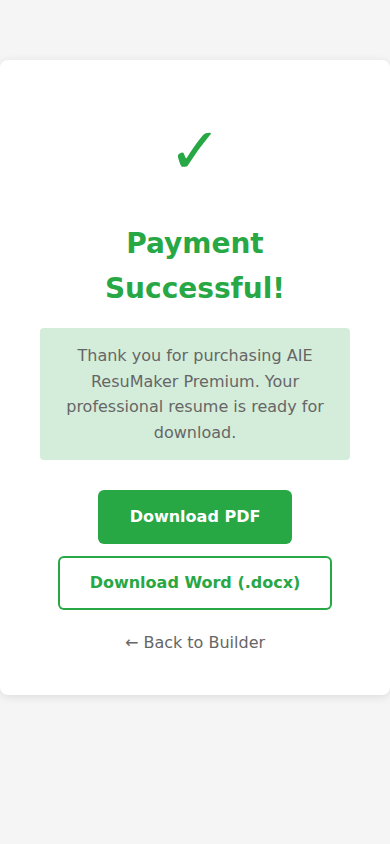 ✓
Payment
Successful!
Thank you for purchasing AIE
ResuMaker Premium. Your
professional resume is ready for
download.
Download PDF
Download Word (.docx)
← Back to Builder